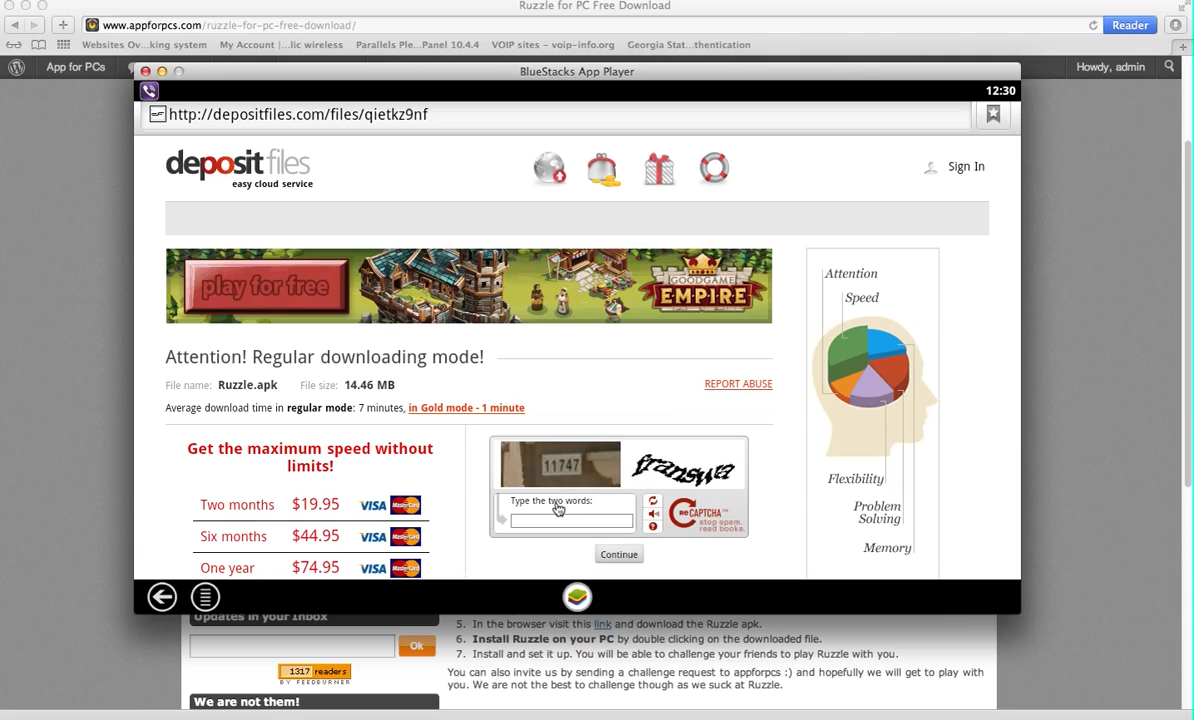 Ruzzle for PC Free Download
www.appforpcs.com/ruzzle-for-pc-free-download/
Reader
Websites Ov...king system My Account |...lic wireless Parallels Ple...Panel 10.4.4 VOIP sites – voip-info.org Georgia Stat...thentication
App for PCs
Howdy, admin
BlueStacks App Player
12:30
http://depositfiles.com/files/qietkz9nf
depositfiles
easy cloud service
Sign In
play for free
GOODGAME
EMPIRE
Attention
Speed
Flexibility
Problem
Solving
Memory
Attention! Regular downloading mode!
File name: Ruzzle.apk File size: 14.46 MB
REPORT ABUSE
Average download time in regular mode: 7 minutes, in Gold mode - 1 minute
Get the maximum speed without
limits!
Two months $19.95 VISA MasterCard
Six months $44.95 VISA MasterCard
One year $74.95 VISA MasterCard
11747
Type the two words:
reCAPTCHA
stop spam.
read books.
Continue
Updates in your Inbox
Ok
1317 readers
BY FEEDBURNER
We are not them!
5. In the browser visit this link and download the Ruzzle apk.
6. Install Ruzzle on your PC by double clicking on the downloaded file.
7. Install and set it up. You will be able to challenge your friends to play Ruzzle with you.
You can also invite us by sending a challenge request to appforpcs :) and hopefully we will get to play with
you. We are not the best to challenge though as we suck at Ruzzle.